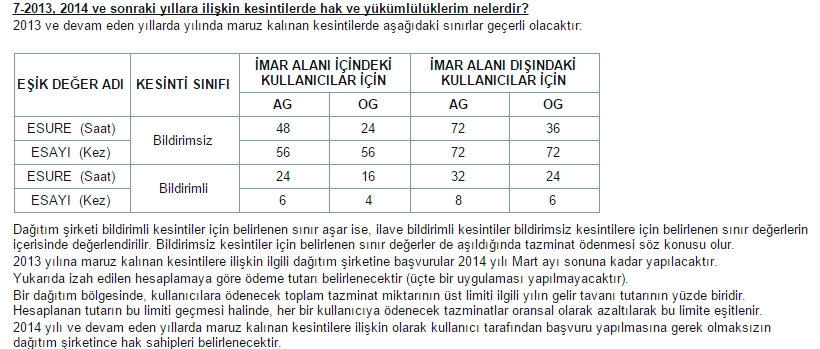 7-2013, 2014 ve sonraki yıllara ilişkin kesintilerde hak ve yükümlülüklerim nelerdir?
2013 ve devam eden yıllarda yılında maruz kalınan kesintilerde aşağıdaki sınırlar geçerli olacaktır:
EŞİK DEĞER ADI KESİNTİ SINIFI İMAR ALANI İÇİNDEKİ KULLANICILAR İÇİN İMAR ALANI DIŞINDAKİ KULLANICILAR İÇİN
AG OG AG OG
ESURE (Saat) Bildirimsiz 48 24 72 36
ESAYI (Kez) 56 56 72 72
ESURE (Saat) Bildirimli 24 16 32 24
ESAYI (Kez) 6 4 8 6
Dağıtım şirketi bildirimli kesintiler için belirlenen sınır aşar ise, ilave bildirimli kesintiler bildirimsiz kesintilere için belirlenen sınır değerlerin
içerisinde değerlendirilir. Bildirimsiz kesintiler için belirlenen sınır değerler de aşıldığında tazminat ödenmesi söz konusu olur.
2013 yılına maruz kalınan kesintilere ilişkin ilgili dağıtım şirketine başvurular 2014 yılı Mart ayı sonuna kadar yapılacaktır.
Yukarıda izah edilen hesaplamaya göre ödeme tutarı belirlenecektir (üçte bir uygulaması yapılmayacaktır).
Bir dağıtım bölgesinde, kullanıcılara ödenecek toplam tazminat miktarının üst limiti ilgili yılın gelir tavanı tutarının yüzde biridir.
Hesaplanan tutarın bu limiti geçmesi halinde, her bir kullanıcıya ödenecek tazminatlar oransal olarak azaltılarak bu limite eşitlenir.
2014 yılı ve devam eden yıllarda maruz kalınan kesintilere ilişkin olarak kullanıcı tarafından başvuru yapılmasına gerek olmaksızın
dağıtım şirketince hak sahipleri belirlenecektir.